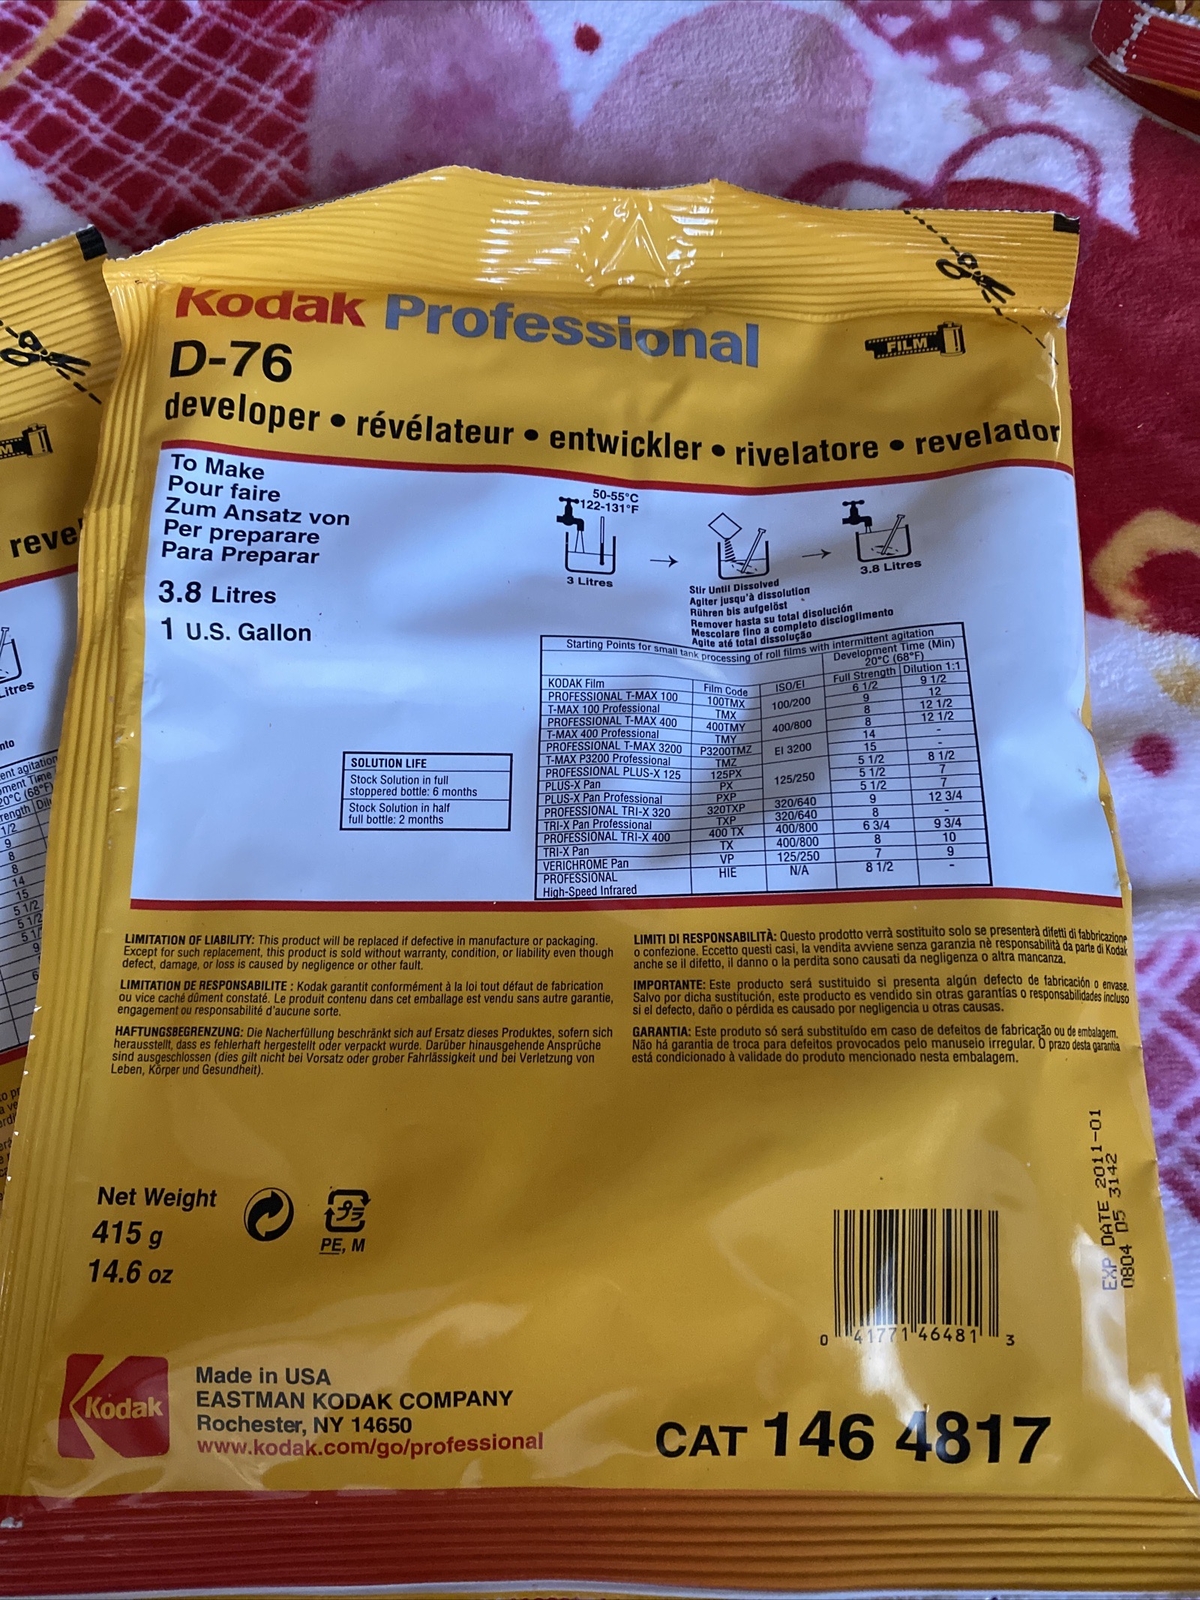 Kodak Professional
FILM
D-76
developer • révélateur • entwickler • rivelatore • revelador
To Make
Pour faire
Zum Ansatz von
Per preparare
Para Preparar
3.8 Litres
1 U.S. Gallon
50-55°C
122-131°F
3 Litres
Stir Until Dissolved
Agiter jusqu'à dissolution
Rühren bis aufgelöst
Remover hasta su total disolución
Mescolare fino a completo discioglimento
Agite até total dissolução
3.8 Litres
SOLUTION LIFE
Stock Solution in full
stoppered bottle: 6 months
Stock Solution in half
full bottle: 2 months
Starting Points for small tank processing of roll films with intermittent agitation
Development Time (Min)
20°C (68°F)
KODAK Film Film Code ISO/EI Full Strength Dilution 1:1
PROFESSIONAL T-MAX 100 100TMX 100/200 6 1/2 9 1/2
T-MAX 100 Professional TMX 9 12
PROFESSIONAL T-MAX 400 400TMY 400/800 8 12 1/2
T-MAX 400 Professional TMY 8 12 1/2
PROFESSIONAL T-MAX 3200 P3200TMZ EI 3200 14 -
T-MAX P3200 Professional TMZ 15 -
PROFESSIONAL PLUS-X 125 125PX 125/250 5 1/2 8 1/2
PLUS-X Pan PX 5 1/2 7
PLUS-X Pan Professional PXP 5 1/2 7
PROFESSIONAL TRI-X 320 320TXP 320/640 9 12 3/4
TRI-X Pan Professional TXP 320/640 8 -
PROFESSIONAL TRI-X 400 400 TX 400/800 6 3/4 9 3/4
TRI-X Pan TX 400/800 8 10
VERICHROME Pan VP 125/250 7 9
PROFESSIONAL HIE N/A 8 1/2 -
High-Speed Infrared
LIMITATION OF LIABILITY: This product will be replaced if defective in manufacture or packaging.
Except for such replacement, this product is sold without warranty, condition, or liability even though
defect, damage, or loss is caused by negligence or other fault.
LIMITATION DE RESPONSABILITE : Kodak garantit conformément à la loi tout défaut de fabrication
ou vice caché dûment constaté. Le produit contenu dans cet emballage est vendu sans autre garantie,
engagement ou responsabilité d'aucune sorte.
HAFTUNGSBEGRENZUNG: Die Nacherfüllung beschränkt sich auf Ersatz dieses Produktes, sofern sich
herausstellt, dass es fehlerhaft hergestellt oder verpackt wurde. Darüber hinausgehende Ansprüche
sind ausgeschlossen (dies gilt nicht bei Vorsatz oder grober Fahrlässigkeit und bei Verletzung von
Leben, Körper und Gesundheit).
LIMITI DI RESPONSABILITÀ: Questo prodotto verrà sostituito solo se presenterà difetti di fabbricazione
o confezione. Eccetto questi casi, la vendita avviene senza garanzia nè responsabilità da parte di Kodak
anche se il difetto, il danno o la perdita sono causati da negligenza o altra mancanza.
IMPORTANTE: Este producto será sustituido si presenta algún defecto de fabricación o envase.
Salvo por dicha sustitución, este producto es vendido sin otras garantías o responsabilidades incluso
si el defecto, daño o pérdida es causado por negligencia u otras causas.
GARANTIA: Este produto só será substituído em caso de defeitos de fabricação ou de embalagem.
Não há garantia de troca para defeitos provocados pelo manuseio irregular. O prazo desta garantia
está condicionado à validade do produto mencionado nesta embalagem.
EXP DATE 2011-01
0804 D5 3142
Net Weight
415 g
14.6 oz
PE, M
0 41771 46481 3
Kodak
Made in USA
EASTMAN KODAK COMPANY
Rochester, NY 14650
www.kodak.com/go/professional
CAT 146 4817